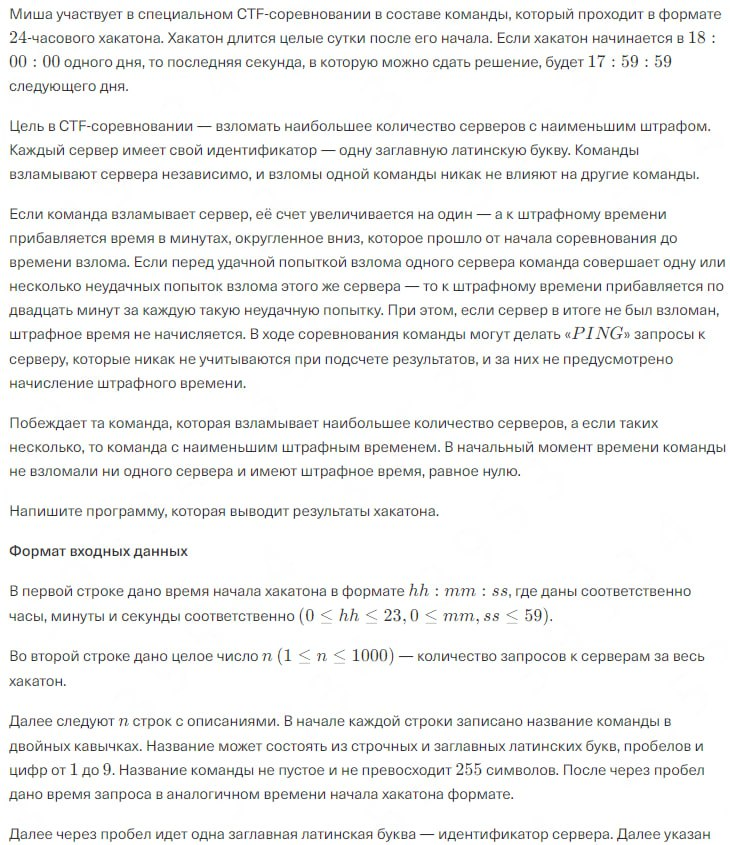 Миша участвует в специальном CTF-соревновании в составе команды, который проходит в формате
24-часового хакатона. Хакатон длится целые сутки после его начала. Если хакатон начинается в 18 :
00 : 00 одного дня, то последняя секунда, в которую можно сдать решение, будет 17 : 59 : 59
следующего дня.
Цель в CTF-соревновании — взломать наибольшее количество серверов с наименьшим штрафом.
Каждый сервер имеет свой идентификатор — одну заглавную латинскую букву. Команды
взламывают сервера независимо, и взломы одной команды никак не влияют на другие команды.
Если команда взламывает сервер, её счет увеличивается на один — а к штрафному времени
прибавляется время в минутах, округленное вниз, которое прошло от начала соревнования до
времени взлома. Если перед удачной попыткой взлома одного сервера команда совершает одну или
несколько неудачных попыток взлома этого же сервера — то к штрафному времени прибавляется по
двадцать минут за каждую такую неудачную попытку. При этом, если сервер в итоге не был взломан,
штрафное время не начисляется. В ходе соревнования команды могут делать «PING» запросы к
серверу, которые никак не учитываются при подсчете результатов, и за них не предусмотрено
начисление штрафного времени.
Побеждает та команда, которая взламывает наибольшее количество серверов, а если таких
несколько, то команда с наименьшим штрафным временем. В начальный момент времени команды
не взломали ни одного сервера и имеют штрафное время, равное нулю.
Напишите программу, которая выводит результаты хакатона.
Формат входных данных
В первой строке дано время начала хакатона в формате hh : mm : ss, где даны соответственно
часы, минуты и секунды соответственно (0 ≤ hh ≤ 23, 0 ≤ mm, ss ≤ 59).
Во второй строке дано целое число n (1 ≤ n ≤ 1000) — количество запросов к серверам за весь
хакатон.
Далее следуют n строк с описаниями. В начале каждой строки записано название команды в
двойных кавычках. Название может состоять из строчных и заглавных латинских букв, пробелов и
цифр от 1 до 9. Название команды не пустое и не превосходит 255 символов. После через пробел
дано время запроса в аналогичном времени начала хакатона формате.
Далее через пробел идет одна заглавная латинская буква — идентификатор сервера. Далее указан